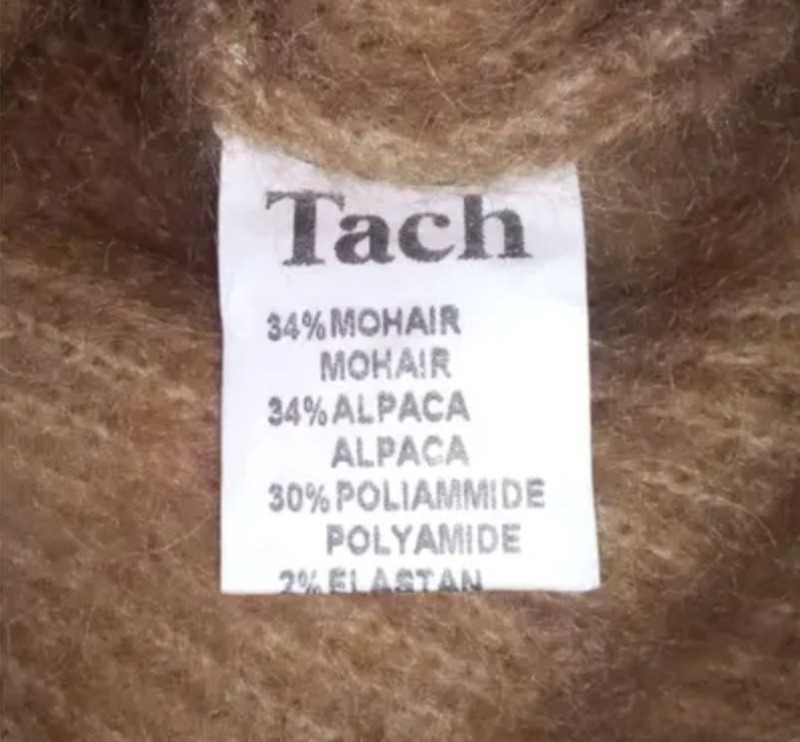 Tach
34% MOHAIR
MOHAIR
34% ALPACA
ALPACA
30% POLIAMMIDE
POLYAMIDE
2% ELASTAN